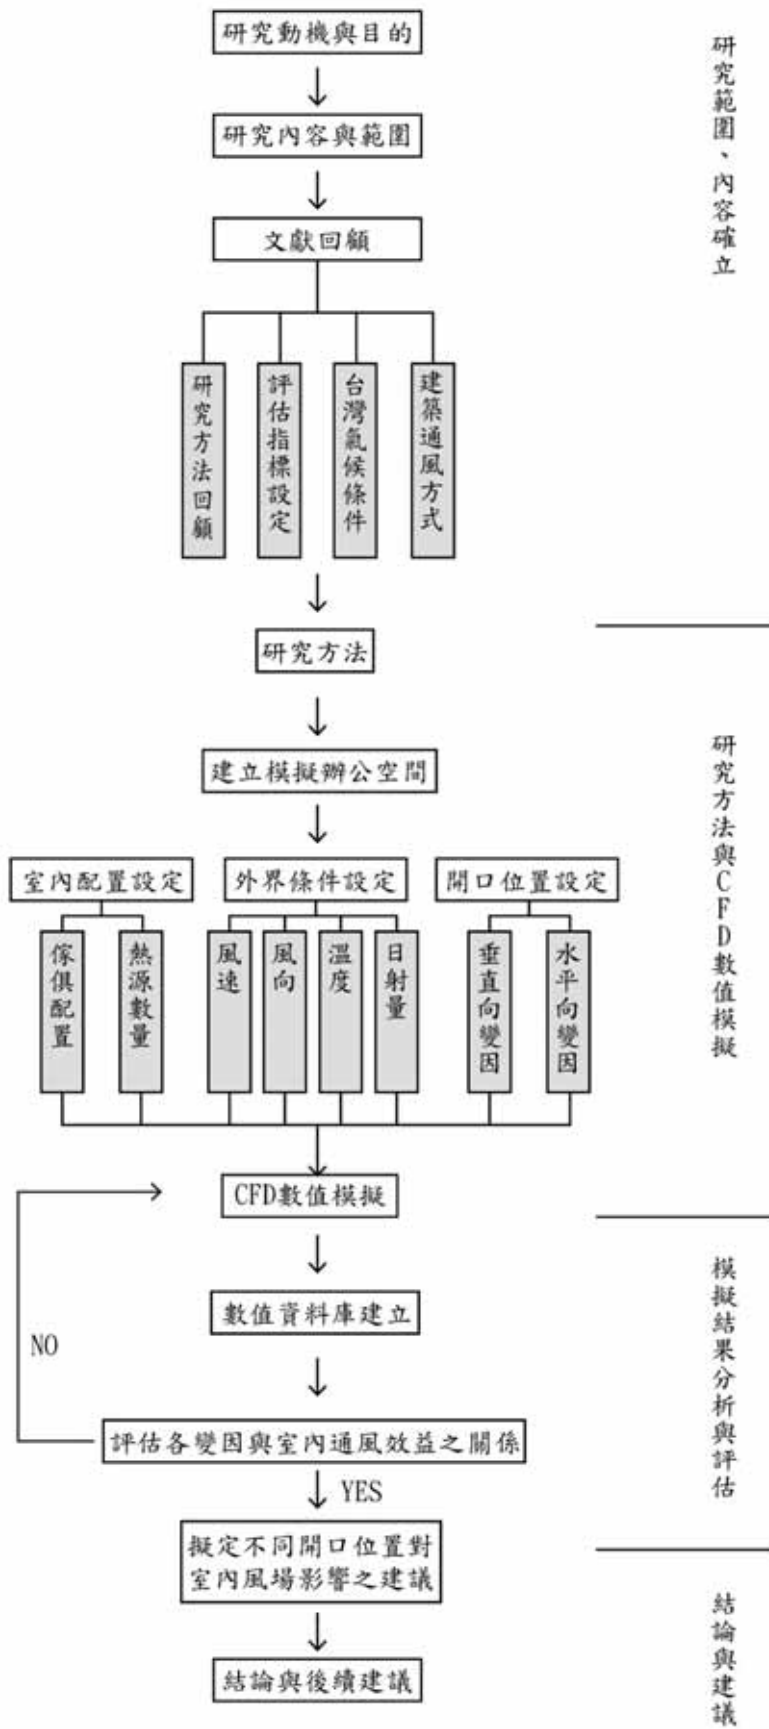 研究動機與目的
研究內容與範圍
文獻回顧
研究方法回顧
評估指標設定
台灣氣候條件
建築通風方式
研究範圍、內容確立
研究方法
建立模擬辦公空間
室內配置設定
外界條件設定
開口位置設定
傢俱配置
熱源數量
風速
風向
溫度
日射量
垂直向變因
水平向變因
研究方法與CFD數值模擬
CFD數值模擬
數值資料庫建立
NO
評估各變因與室內通風效益之關係
YES
模擬結果分析與評估
擬定不同開口位置對
室內風場影響之建議
結論與後續建議
結論與建議